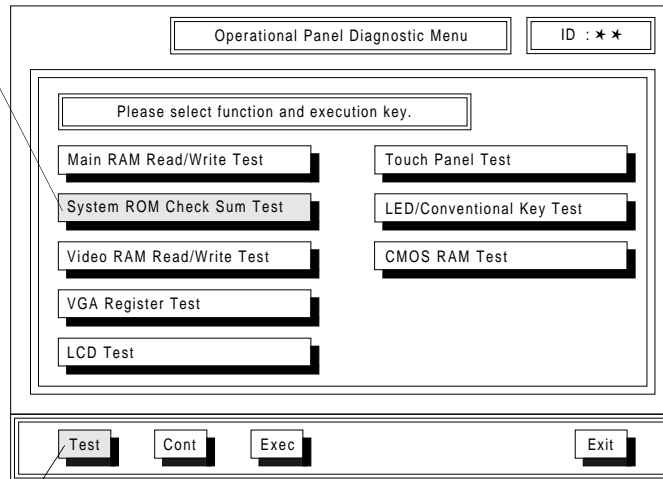 Operational Panel Diagnostic Menu
ID : ★ ★
Please select function and execution key.
Main RAM Read/Write Test
Touch Panel Test
System ROM Check Sum Test
LED/Conventional Key Test
Video RAM Read/Write Test
CMOS RAM Test
VGA Register Test
LCD Test
Test Cont Exec Exit